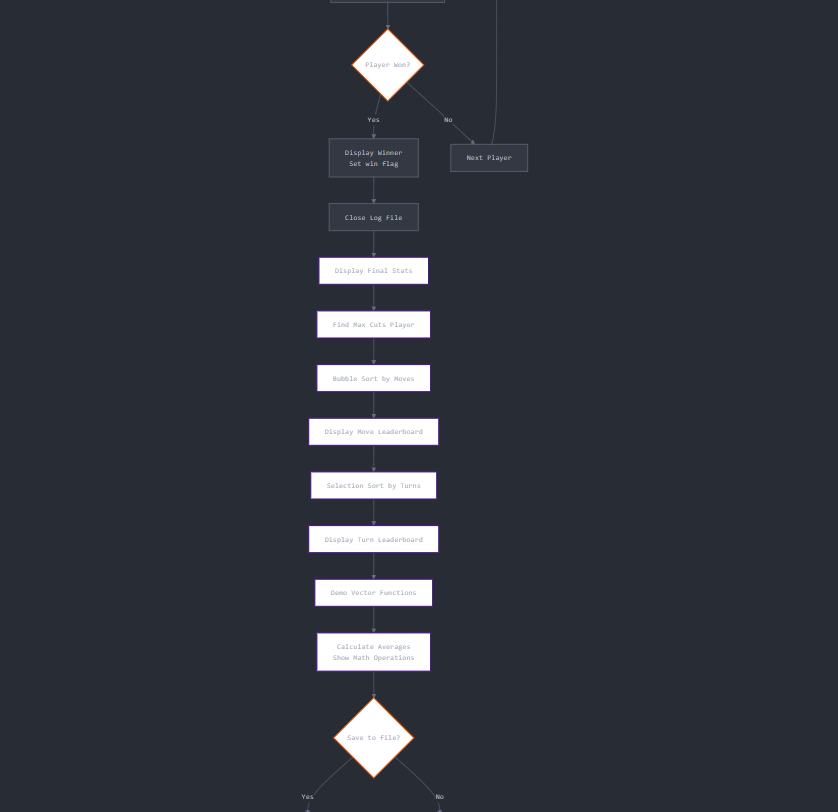 Player Won?
Yes
No
Display Winner
Set win flag
Next Player
Close Log File
Display Final Stats
Find Max Cuts Player
Bubble Sort by Moves
Display Move Leaderboard
Selection Sort by Turns
Display Turn Leaderboard
Demo Vector Functions
Calculate Averages
Show Math Operations
Save to file?
Yes
No